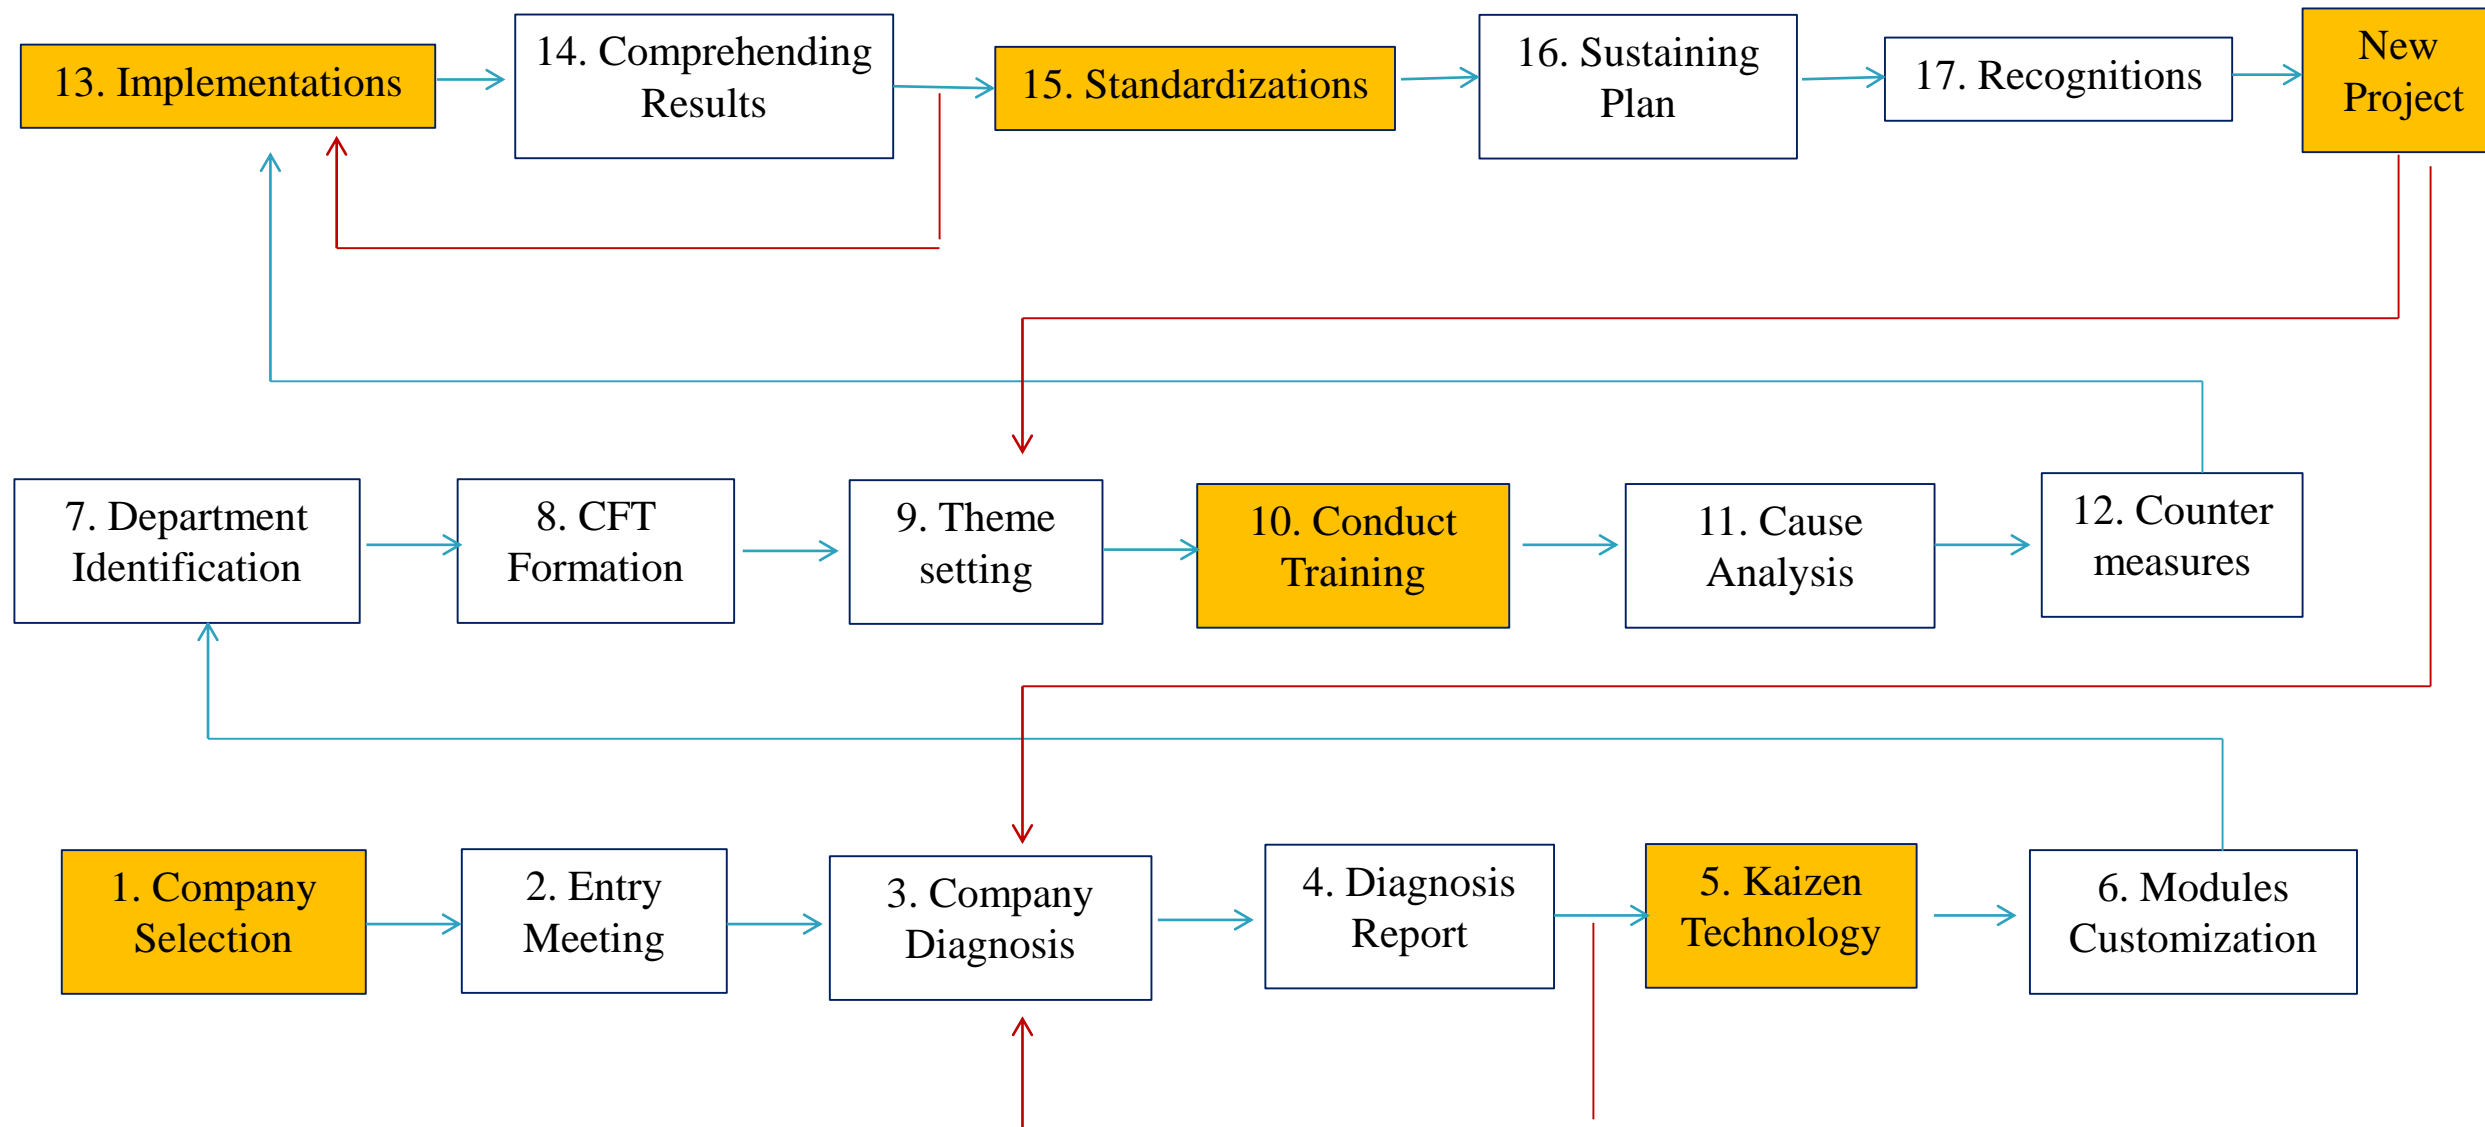 13. Implementations
14. Comprehending
Results
15. Standardizations
16. Sustaining
Plan
17. Recognitions
New
Project
7. Department
Identification
8. CFT
Formation
9. Theme
setting
10. Conduct
Training
11. Cause
Analysis
12. Counter
measures
1. Company
Selection
2. Entry
Meeting
3. Company
Diagnosis
4. Diagnosis
Report
5. Kaizen
Technology
6. Modules
Customization